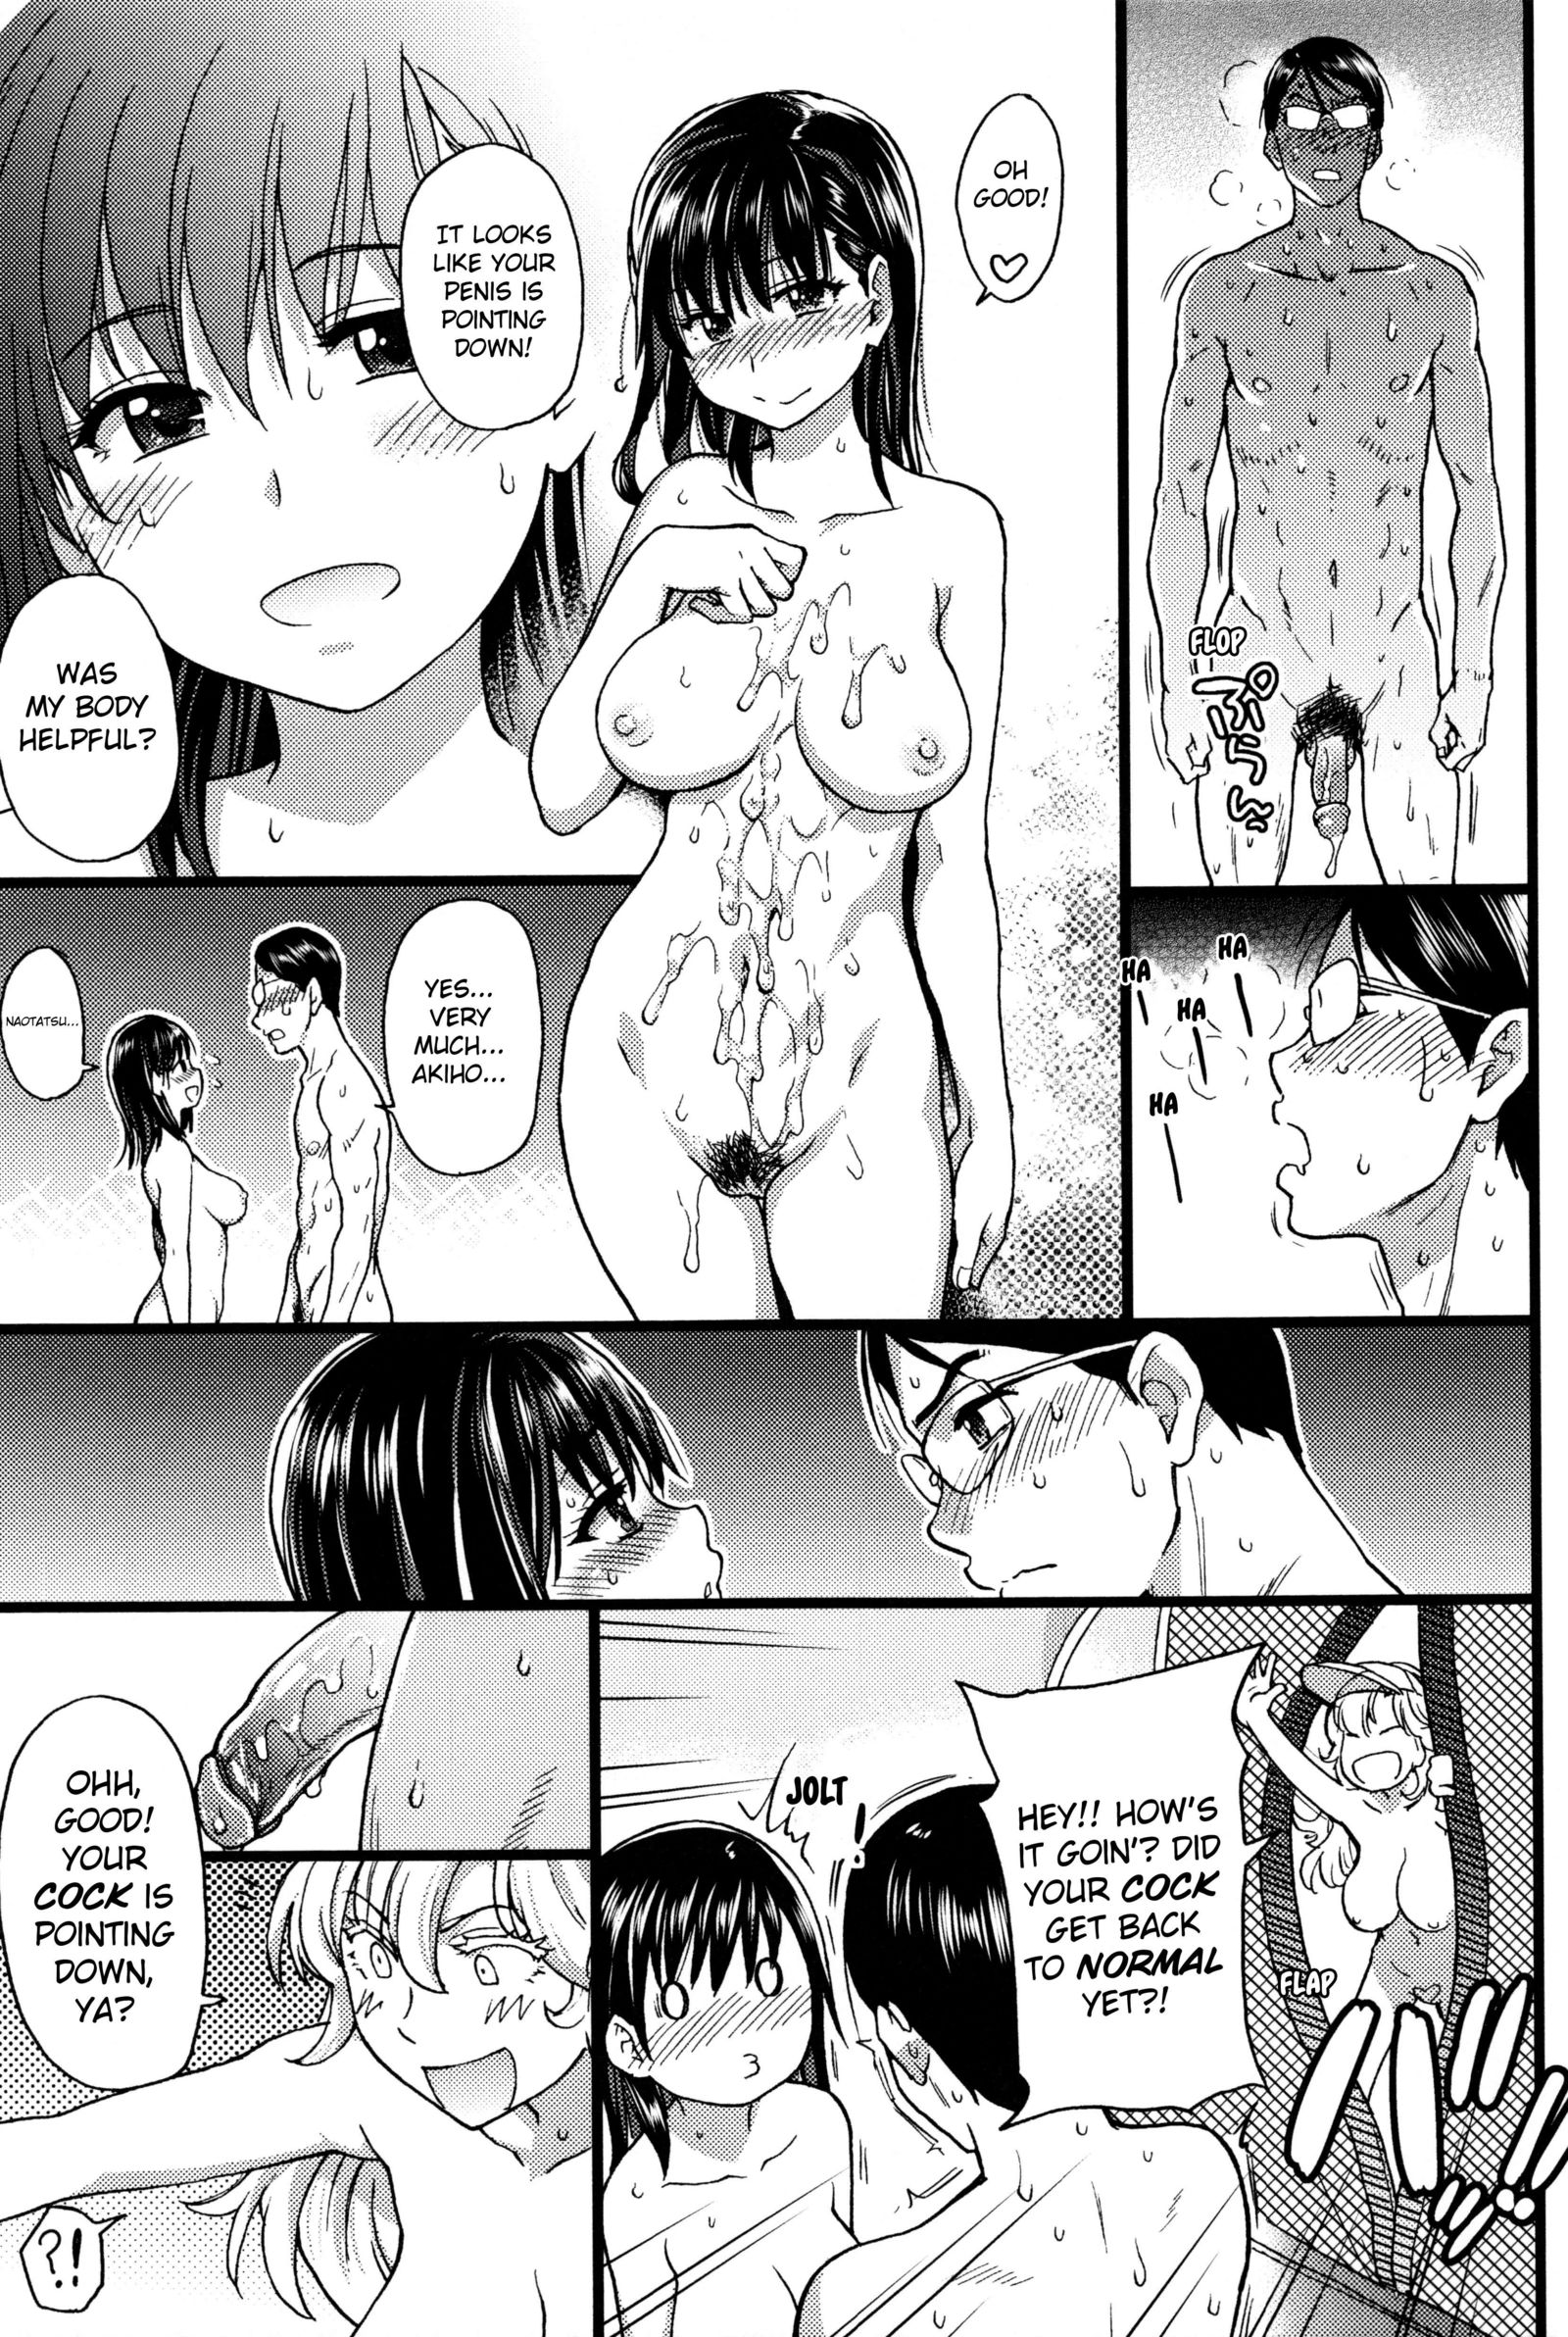 FLOP
ぷらん
OH
GOOD!
IT LOOKS
LIKE YOUR
PENIS IS
POINTING
DOWN!
WAS
MY BODY
HELPFUL?
HA
HA
HA
HA
YES...
VERY
MUCH...
AKIHO...
NAOTATSU...
HEY!! HOW'S
IT GOIN'? DID
YOUR COCK
GET BACK
TO NORMAL
YET?!
FLAP
JOLT
!
OHH,
GOOD!
YOUR
COCK IS
POINTING
DOWN,
YA?
?!